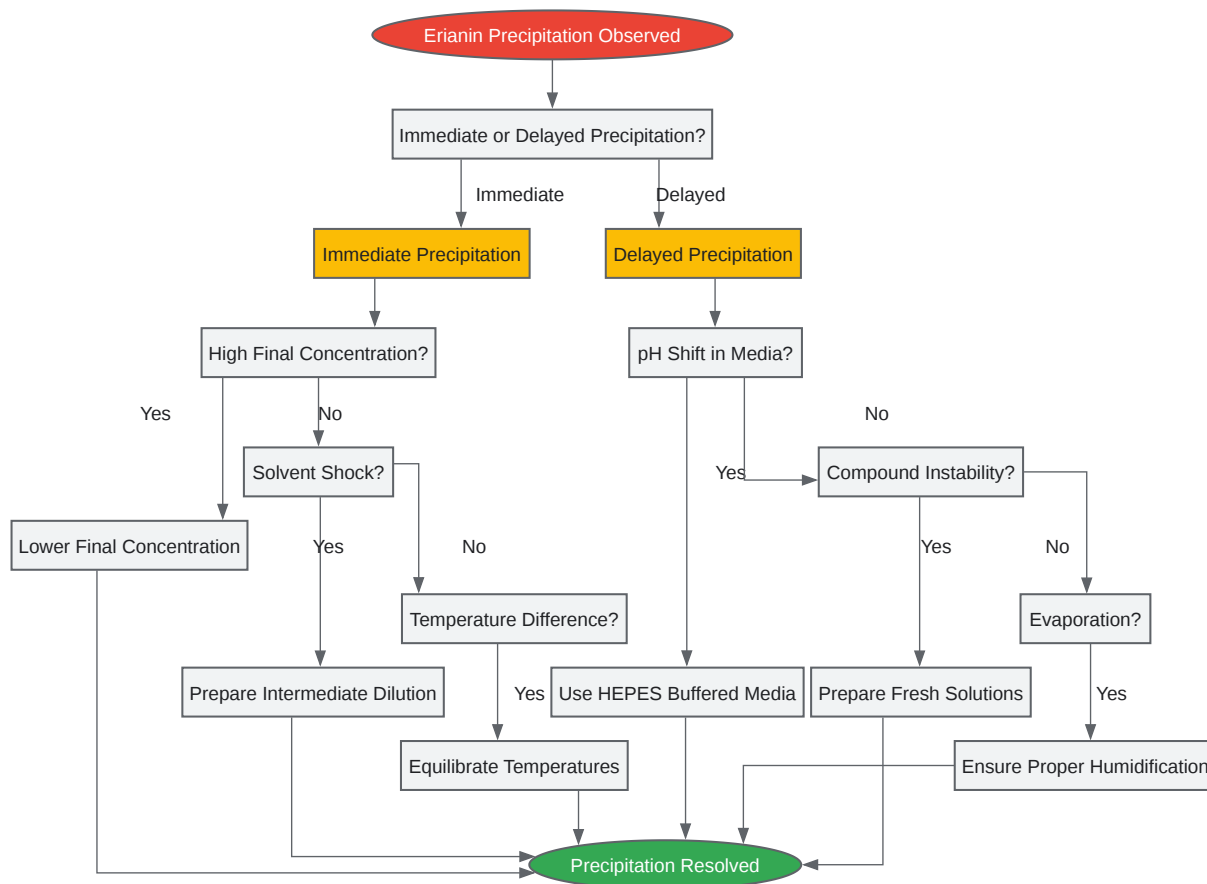 Erianin Precipitation Observed
Immediate or Delayed Precipitation?
Immediate
Delayed
Immediate Precipitation
Delayed Precipitation
High Final Concentration?
pH Shift in Media?
Yes
No
No
Solvent Shock?
Yes
Compound Instability?
Lower Final Concentration
Yes
No
Yes
No
Temperature Difference?
Evaporation?
Prepare Intermediate Dilution
Yes
Use HEPES Buffered Media
Prepare Fresh Solutions
Yes
Equilibrate Temperatures
Ensure Proper Humidification
Precipitation Resolved